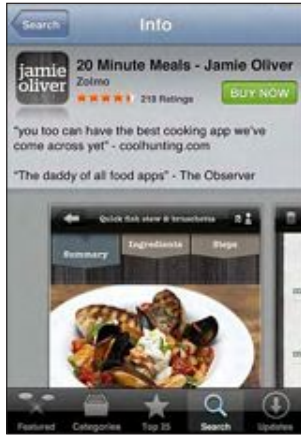 Search
Info
jamie
oliver
20 Minute Meals - Jamie Oliver
Zolmo
218 Ratings
BUY NOW
"you too can have the best cooking app we've
come across yet" - coolhunting.com
"The daddy of all food apps" - The Observer
Quick fish stew & bruschetta
Summary
Ingredients
Steps
Featured
Categories
Top 25
Search
Updates